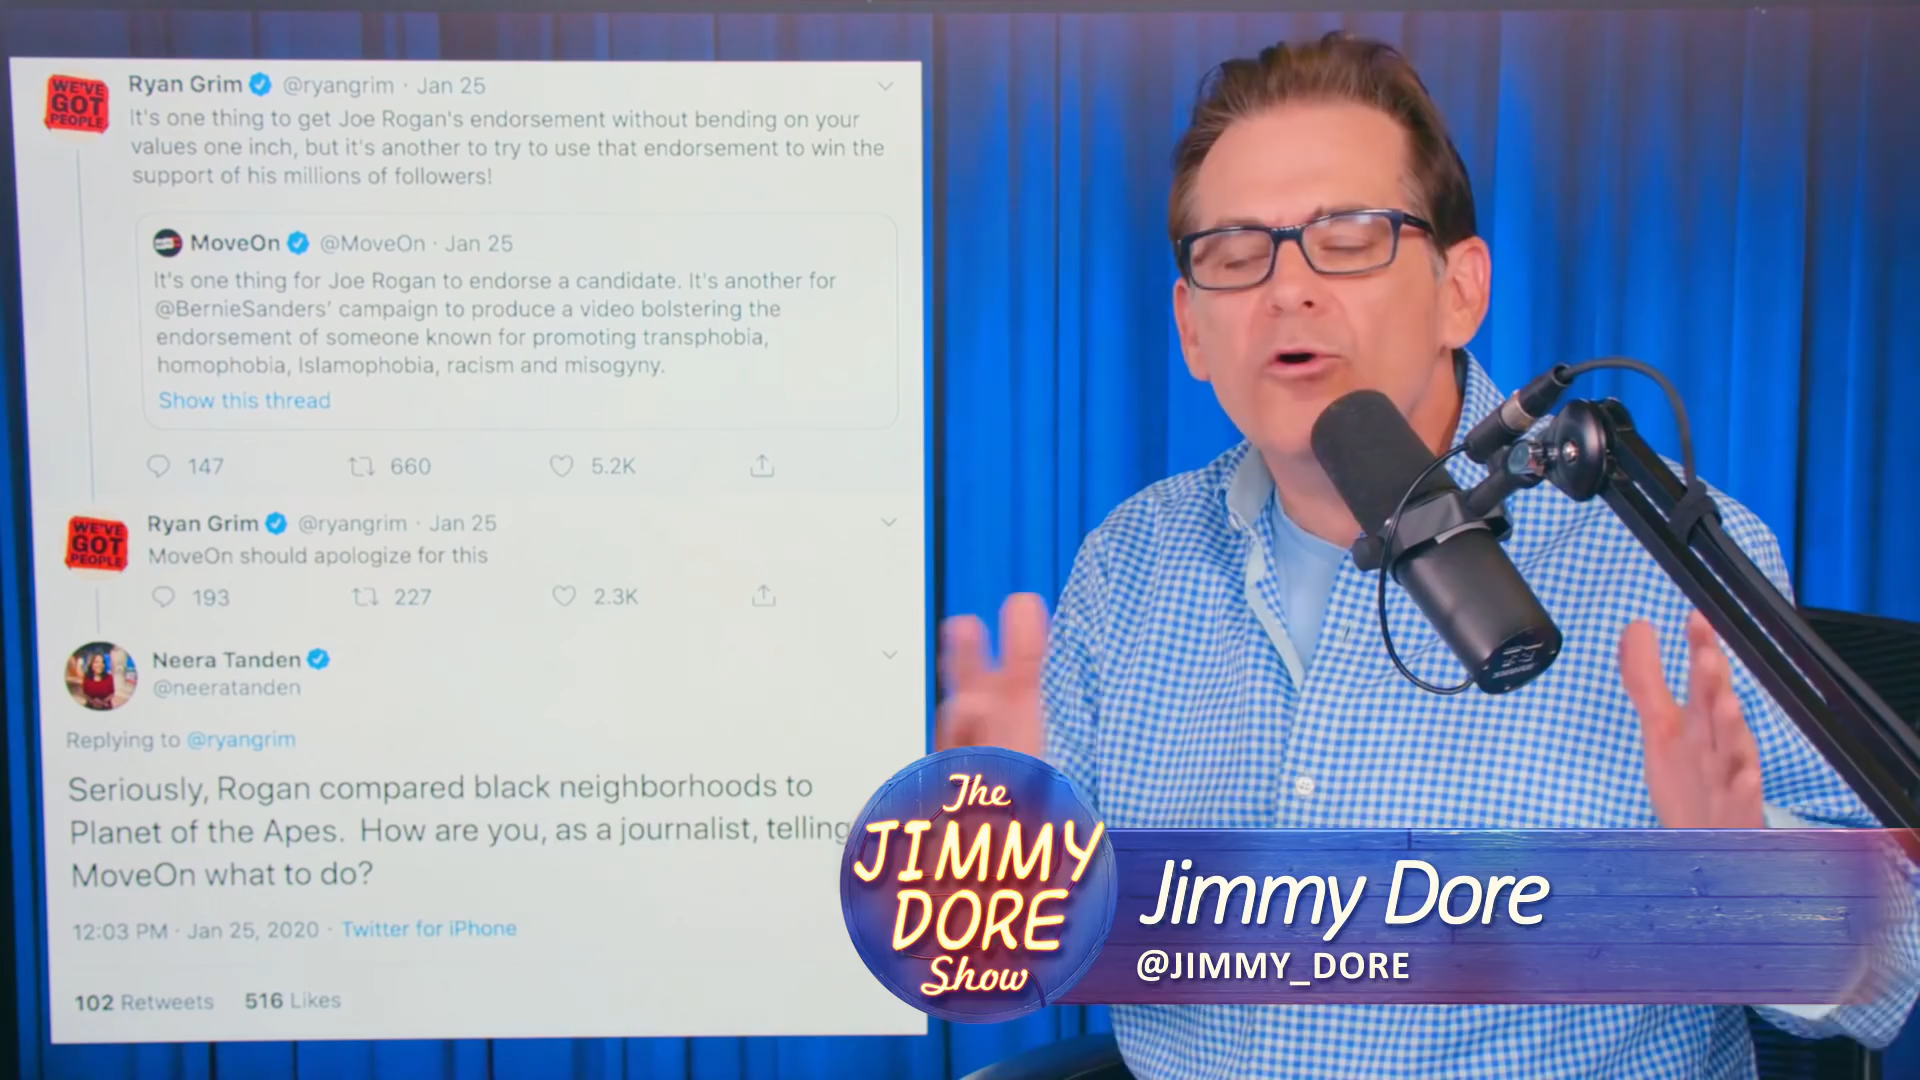 WE'VE
GOT
PEOPLE
Ryan Grim @ryangrim · Jan 25
It's one thing to get Joe Rogan's endorsement without bending on your
values one inch, but it's another to try to use that endorsement to win the
support of his millions of followers!
MoveOn @MoveOn · Jan 25
It's one thing for Joe Rogan to endorse a candidate. It's another for
@BernieSanders' campaign to produce a video bolstering the
endorsement of someone known for promoting transphobia,
homophobia, Islamophobia, racism and misogyny.
Show this thread
147 660 5.2K
WE'VE
GOT
PEOPLE
Ryan Grim @ryangrim · Jan 25
MoveOn should apologize for this
193 227 2.3K
Neera Tanden
@neeratanden
Replying to @ryangrim
Seriously, Rogan compared black neighborhoods to
Planet of the Apes. How are you, as a journalist, telling
MoveOn what to do?
12:03 PM · Jan 25, 2020 · Twitter for iPhone
102 Retweets 516 Likes
The
JIMMY
DORE
Show
Jimmy Dore
@JIMMY_DORE